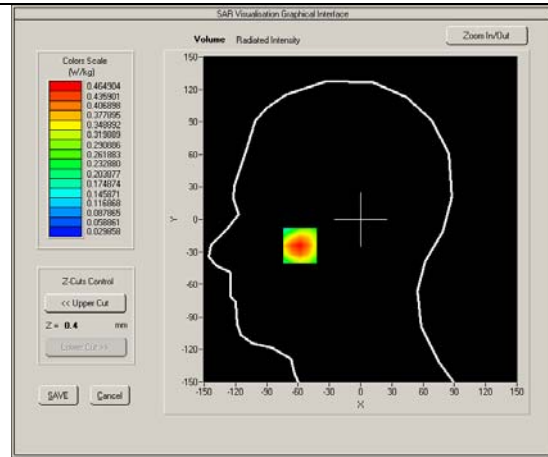 SAR Visualisation Graphical Interface
Volume Radiated Intensity
Zoom In/Out
Colors Scale
(W/kg)
0.464904
0.435901
0.406898
0.377895
0.348892
0.319889
0.290886
0.261883
0.232880
0.203877
0.174874
0.145871
0.116868
0.087865
0.058861
0.029858
Z-Cuts Control
<< Upper Cut
Z = 0.4 mm
Lower Cut >>
SAVE Cancel
150
120
90
60
30
0
-30
-60
-90
-120
-150
Y
-150 -120 -90 -60 -30 0 30 60 90 120 150
X